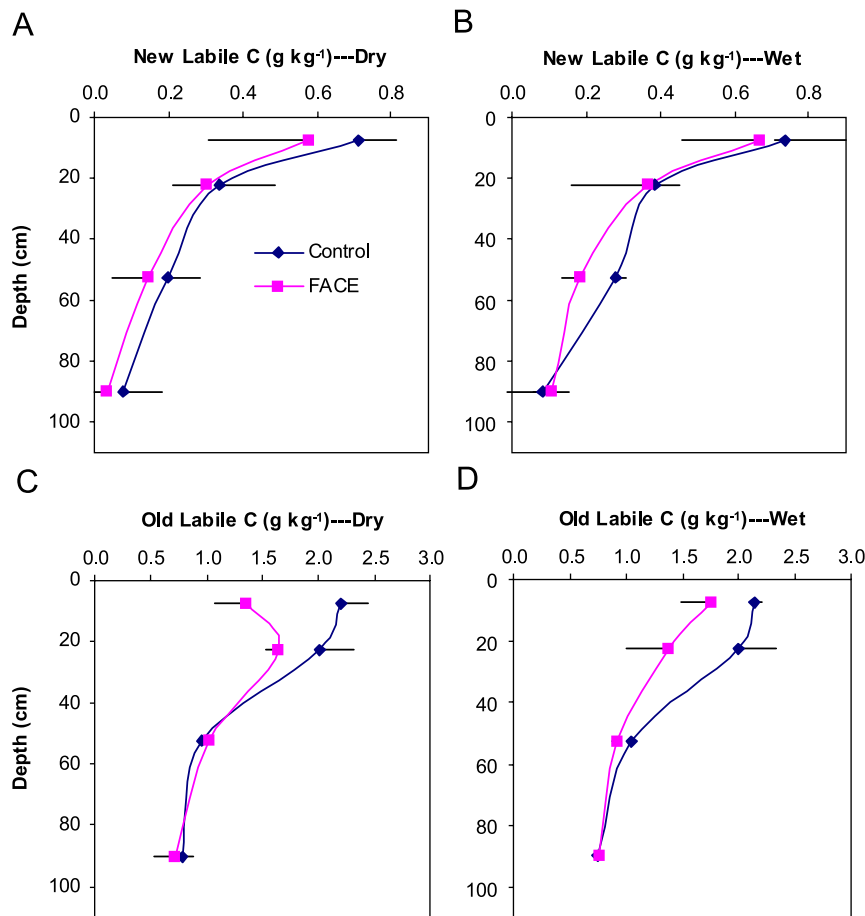 A
New Labile C (g kg⁻¹)---Dry
0.0 0.2 0.4 0.6 0.8
0
20
40
60
80
100
Depth (cm)
Control
FACE
B
New Labile C (g kg⁻¹)---Wet
0.0 0.2 0.4 0.6 0.8
0
20
40
60
80
100
C
Old Labile C (g kg⁻¹)---Dry
0.0 0.5 1.0 1.5 2.0 2.5 3.0
0
20
40
60
80
100
Depth (cm)
D
Old Labile C (g kg⁻¹)---Wet
0.0 0.5 1.0 1.5 2.0 2.5 3.0
0
20
40
60
80
100